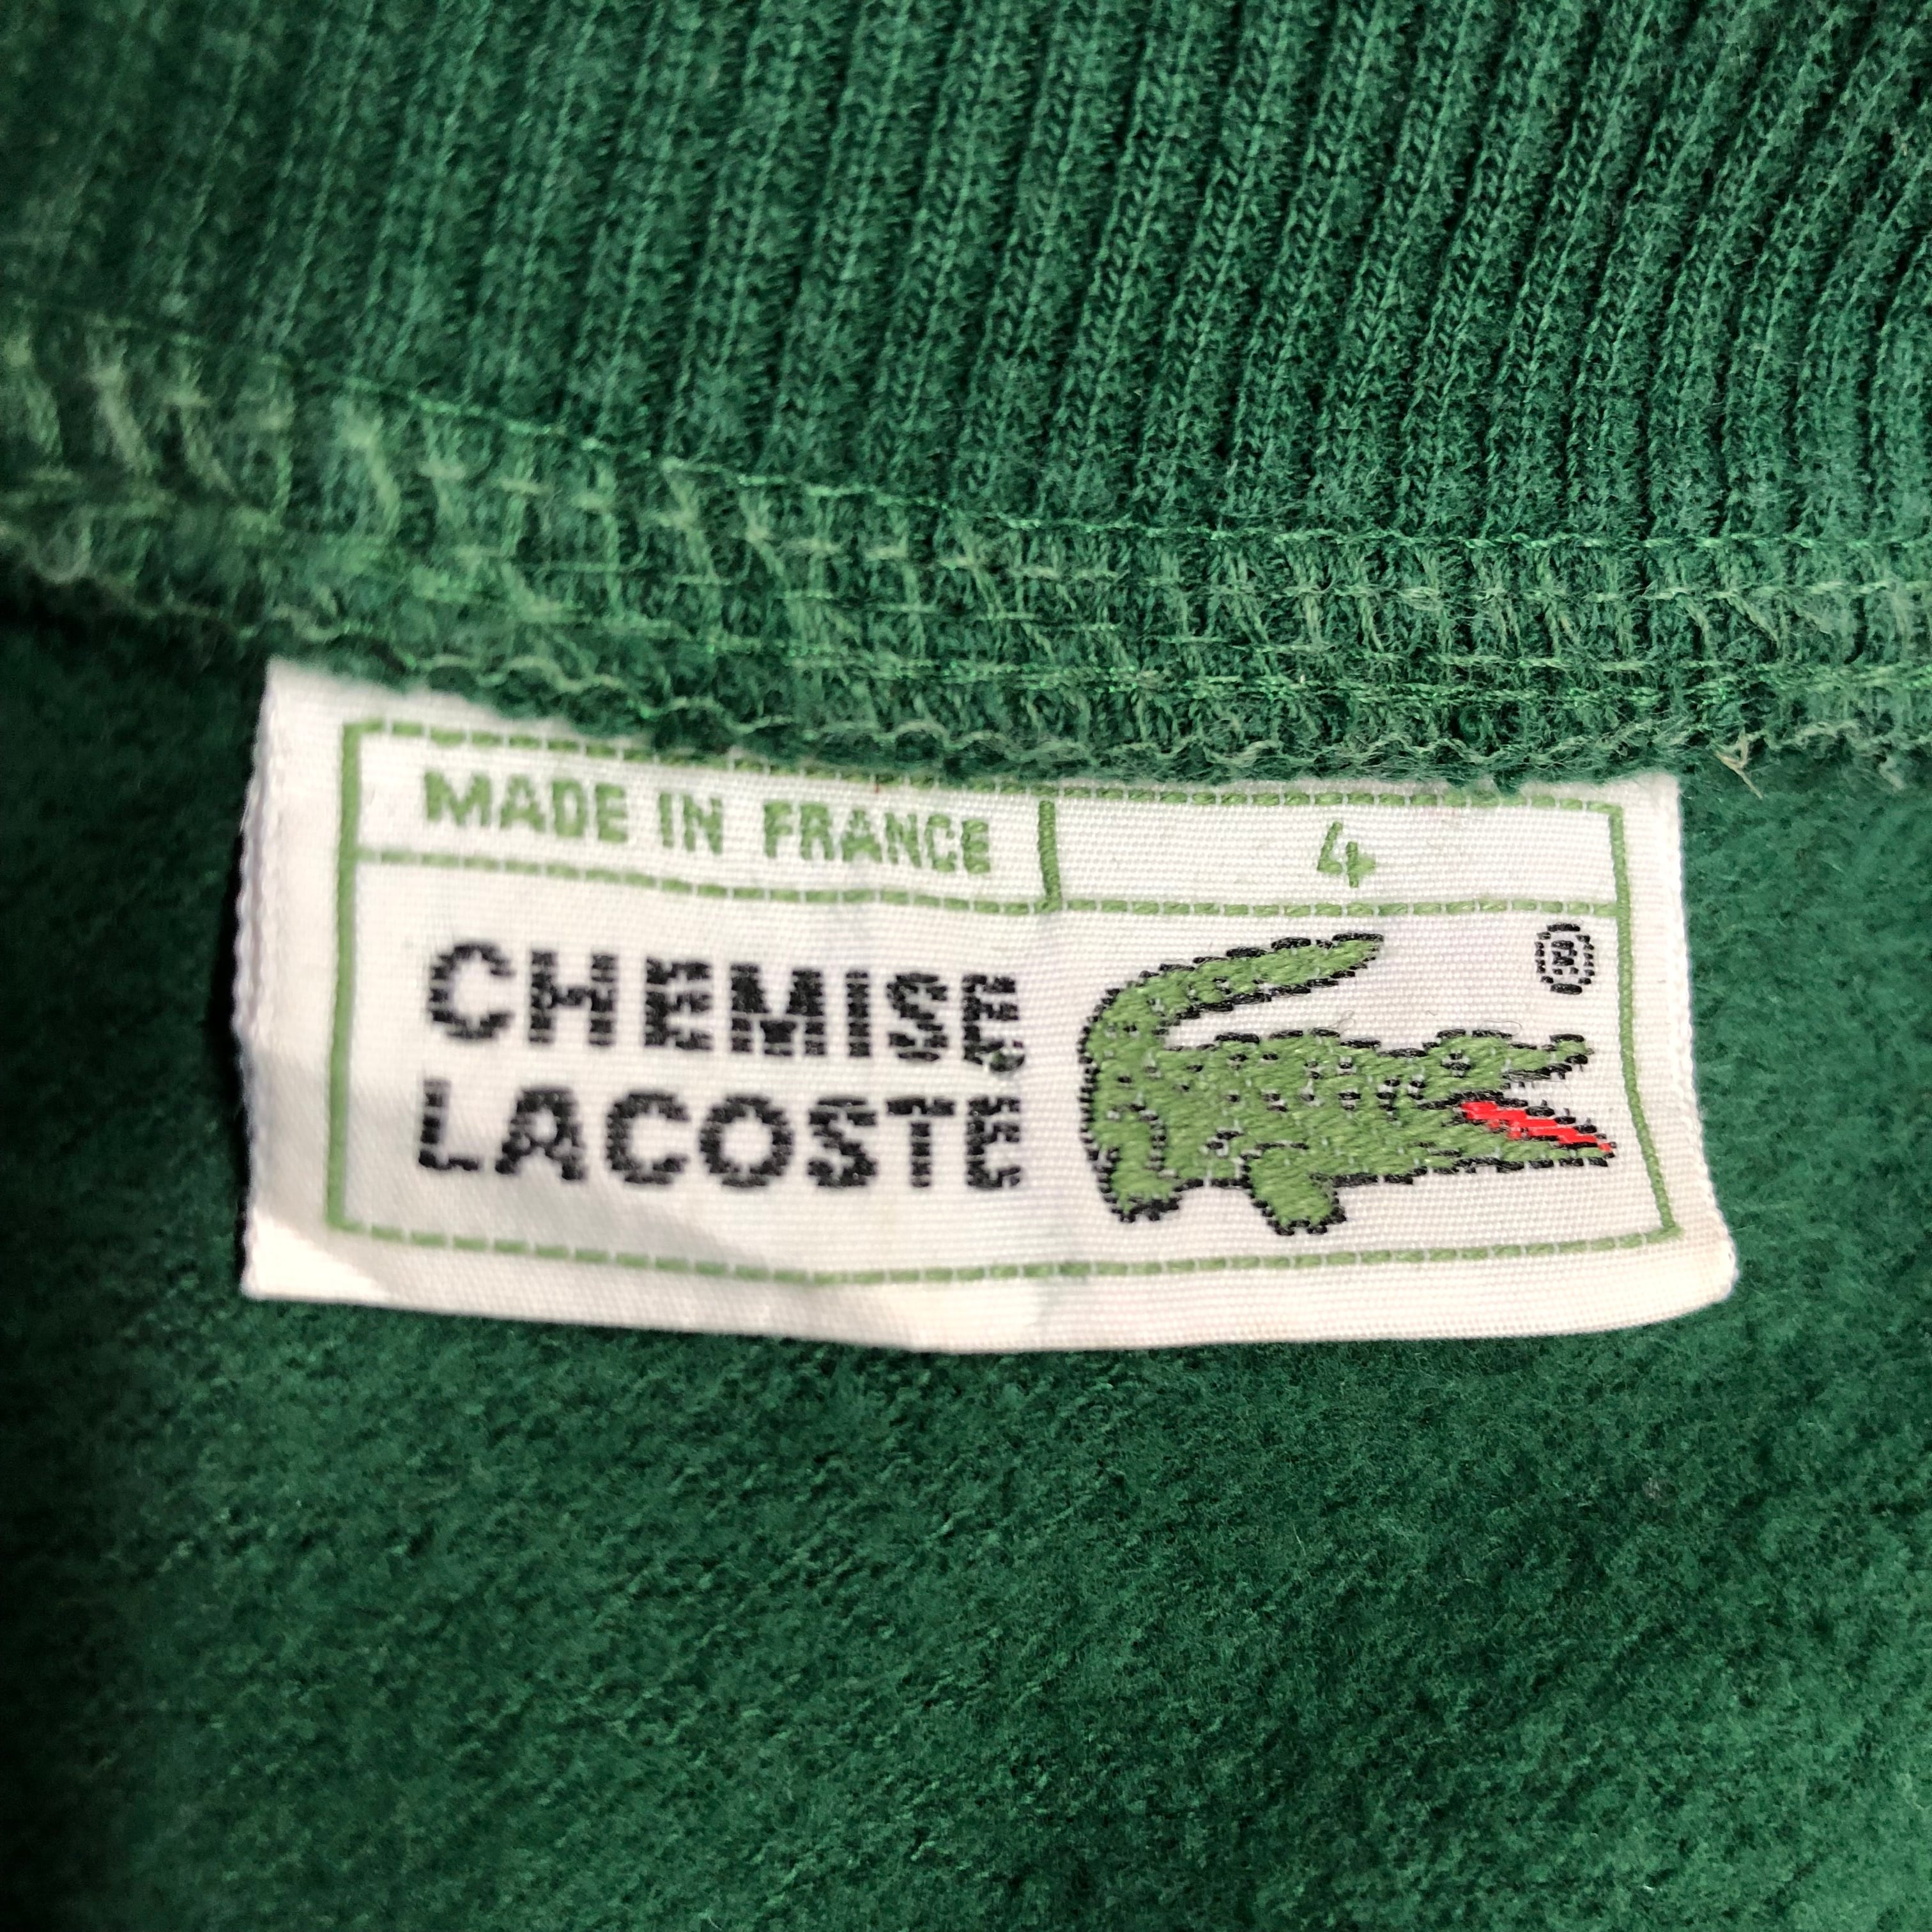 MADE IN FRANCE 4
CHEMISE
LACOSTE
®